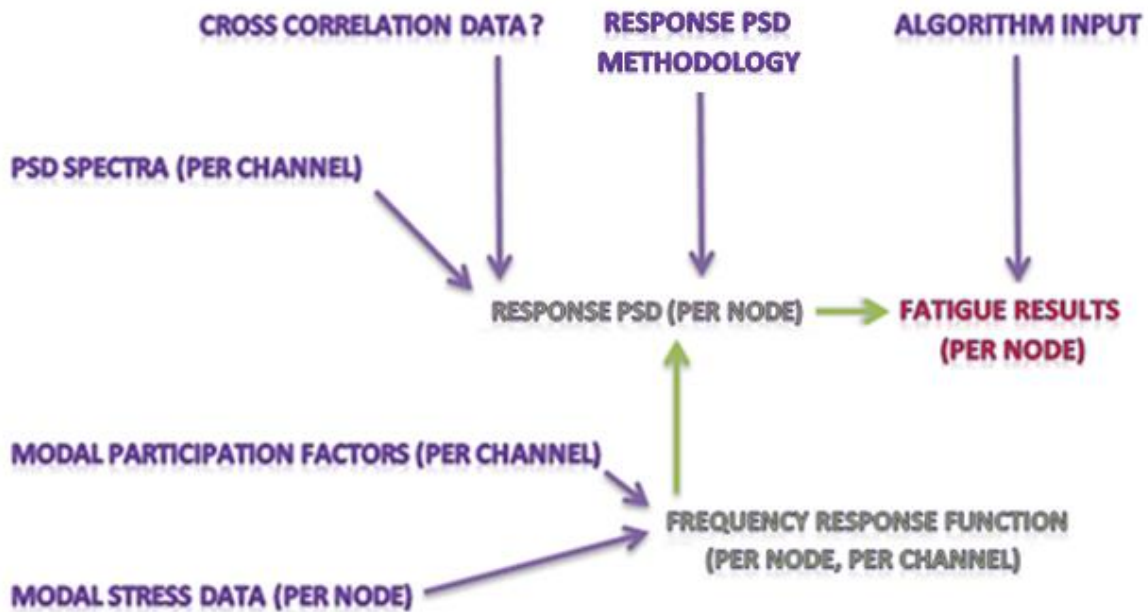 CROSS CORRELATION DATA ?
RESPONSE PSD
METHODOLOGY
ALGORITHM INPUT
PSD SPECTRA (PER CHANNEL)
RESPONSE PSD (PER NODE)
FATIGUE RESULTS
(PER NODE)
MODAL PARTICIPATION FACTORS (PER CHANNEL)
FREQUENCY RESPONSE FUNCTION
(PER NODE, PER CHANNEL)
MODAL STRESS DATA (PER NODE)